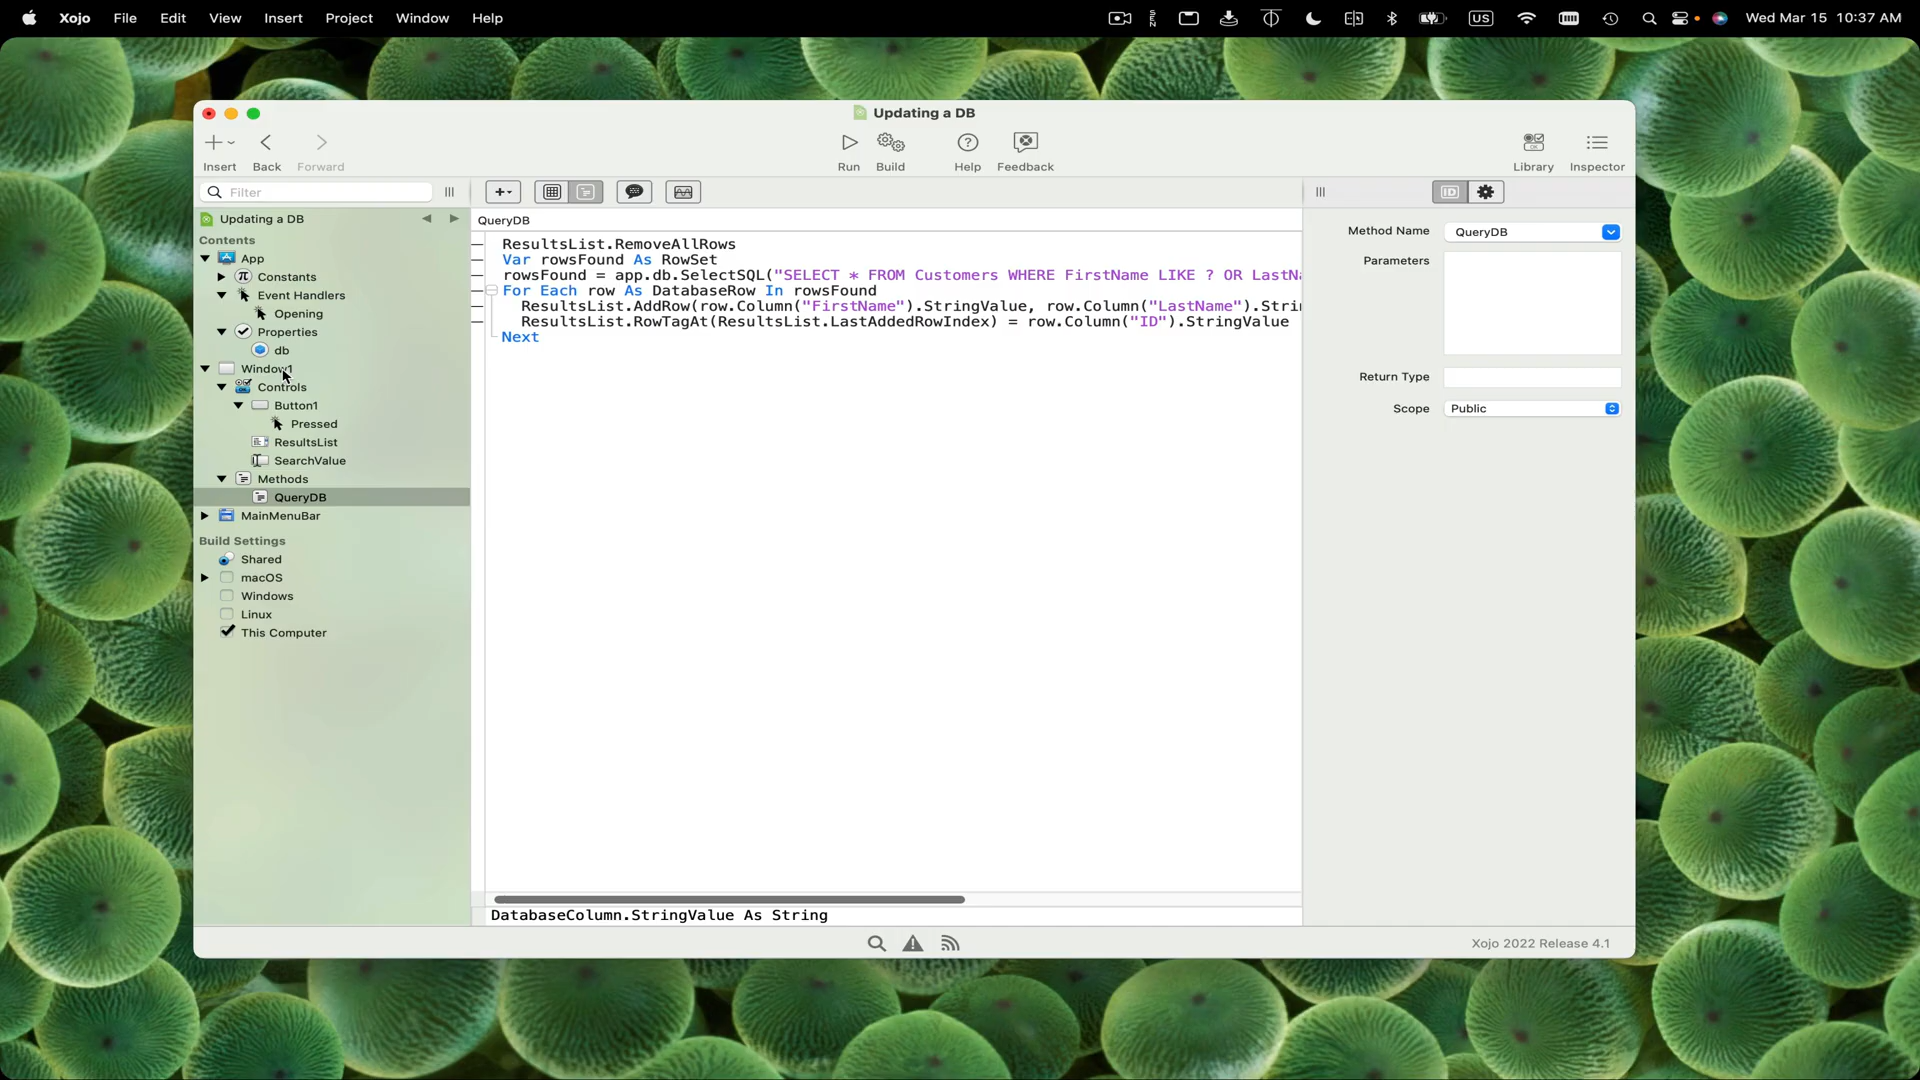 Xojo File Edit View Insert Project Window Help
US Wed Mar 15 10:37 AM
Updating a DB
Insert Back Forward Run Build Help Feedback Library Inspector
Filter
ID
Updating a DB
QueryDB
Contents
App
Constants
Event Handlers
Opening
Properties
db
Window1
Controls
Button1
Pressed
ResultsList
SearchValue
Methods
QueryDB
MainMenuBar
Build Settings
Shared
macOS
Windows
Linux
This Computer
ResultsList.RemoveAllRows
Var rowsFound As RowSet
rowsFound = app.db.SelectSQL("SELECT * FROM Customers WHERE FirstName LIKE ? OR LastN
For Each row As DatabaseRow In rowsFound
ResultsList.AddRow(row.Column("FirstName").StringValue, row.Column("LastName").Stri
ResultsList.RowTagAt(ResultsList.LastAddedRowIndex) = row.Column("ID").StringValue
Next
DatabaseColumn.StringValue As String
Method Name QueryDB
Parameters
Return Type
Scope Public
Xojo 2022 Release 4.1